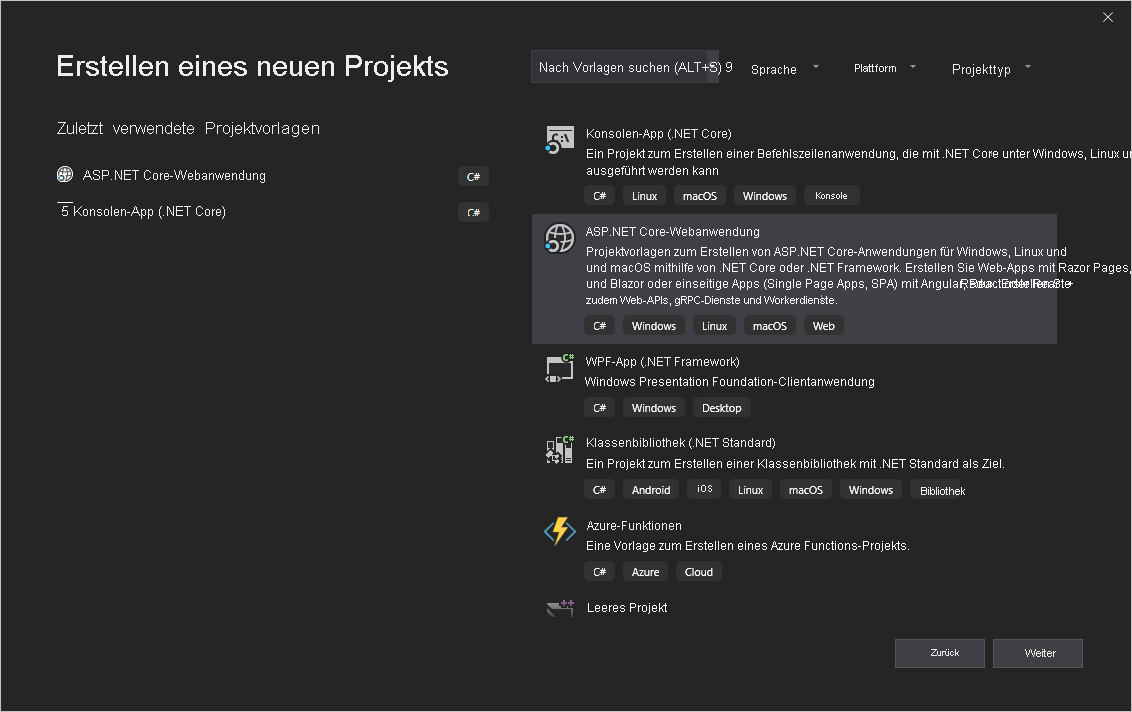 Erstellen eines neuen Projekts
Nach Vorlagen suchen (ALT+S) 9
Sprache
Plattform
Projekttyp
Zuletzt verwendete Projektvorlagen
ASP.NET Core-Webanwendung
C#
5 Konsolen-App (.NET Core)
C#
Konsolen-App (.NET Core)
Ein Projekt zum Erstellen einer Befehlszeilenanwendung, die mit .NET Core unter Windows, Linux
ausgeführt werden kann
C# Linux macOS Windows Konsole
ASP.NET Core-Webanwendung
Projektvorlagen zum Erstellen von ASP.NET Core-Anwendungen für Windows, Linux und
und macOS mithilfe von .NET Core oder .NET Framework. Erstellen Sie Web-Apps mit Razor Pages,
und Blazor oder einseitige Apps (Single Page Apps, SPA) mit Angular,
zudem Web-APIs, gRPC-Dienste und Workerdienste.
C# Windows Linux macOS Web
WPF-App (.NET Framework)
Windows Presentation Foundation-Clientanwendung
C# Windows Desktop
Klassenbibliothek (.NET Standard)
Ein Projekt zum Erstellen einer Klassenbibliothek mit .NET Standard als Ziel.
C# Android iOS Linux macOS Windows Bibliothek
Azure-Funktionen
Eine Vorlage zum Erstellen eines Azure Functions-Projekts.
C# Azure Cloud
Leeres Projekt
Zurück
Weiter